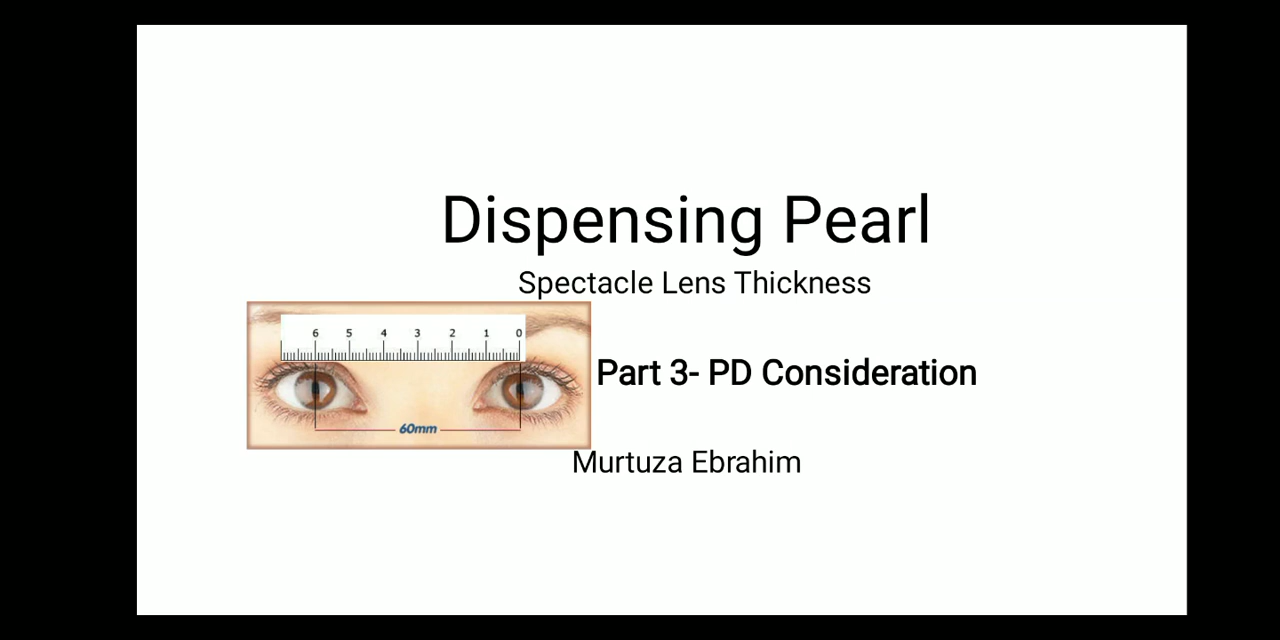 Dispensing Pearl
Spectacle Lens Thickness
6 5 4 3 2 1 0
Part 3- PD Consideration
60mm
Murtuza Ebrahim